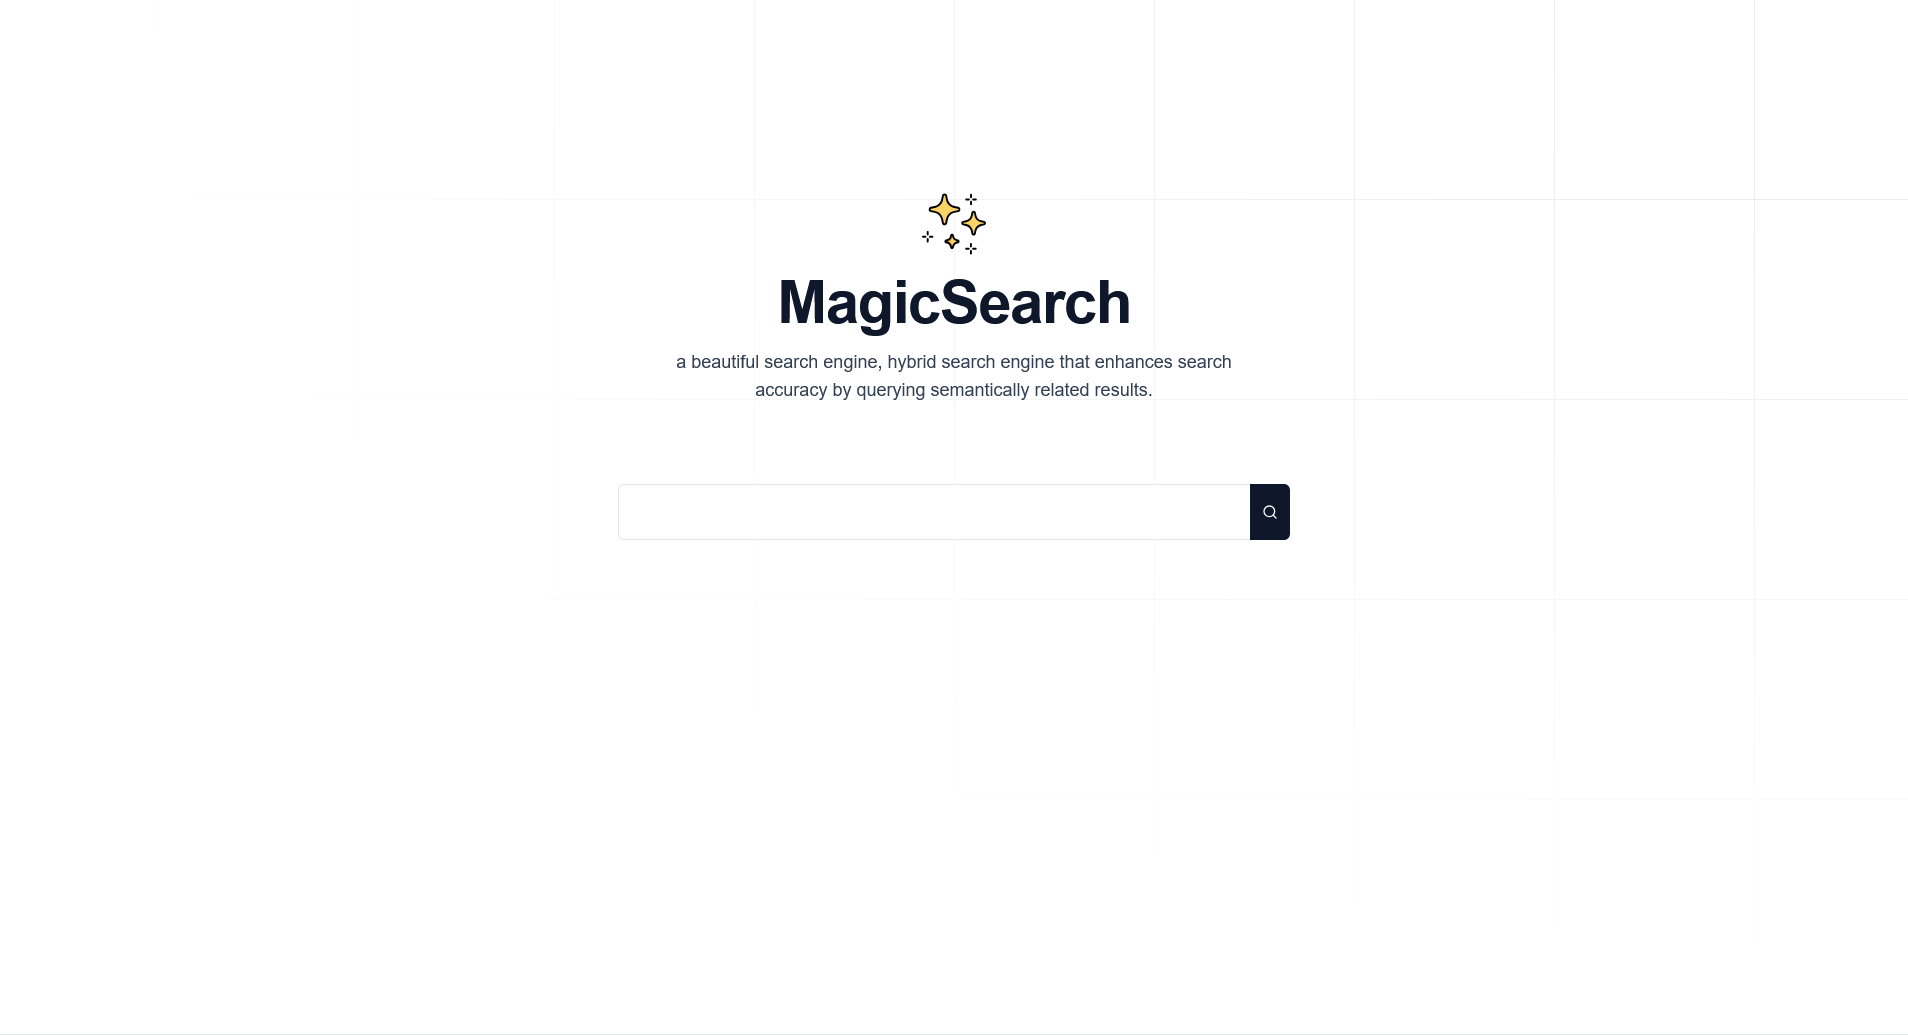 MagicSearch
a beautiful search engine, hybrid search engine that enhances search
accuracy by querying semantically related results.